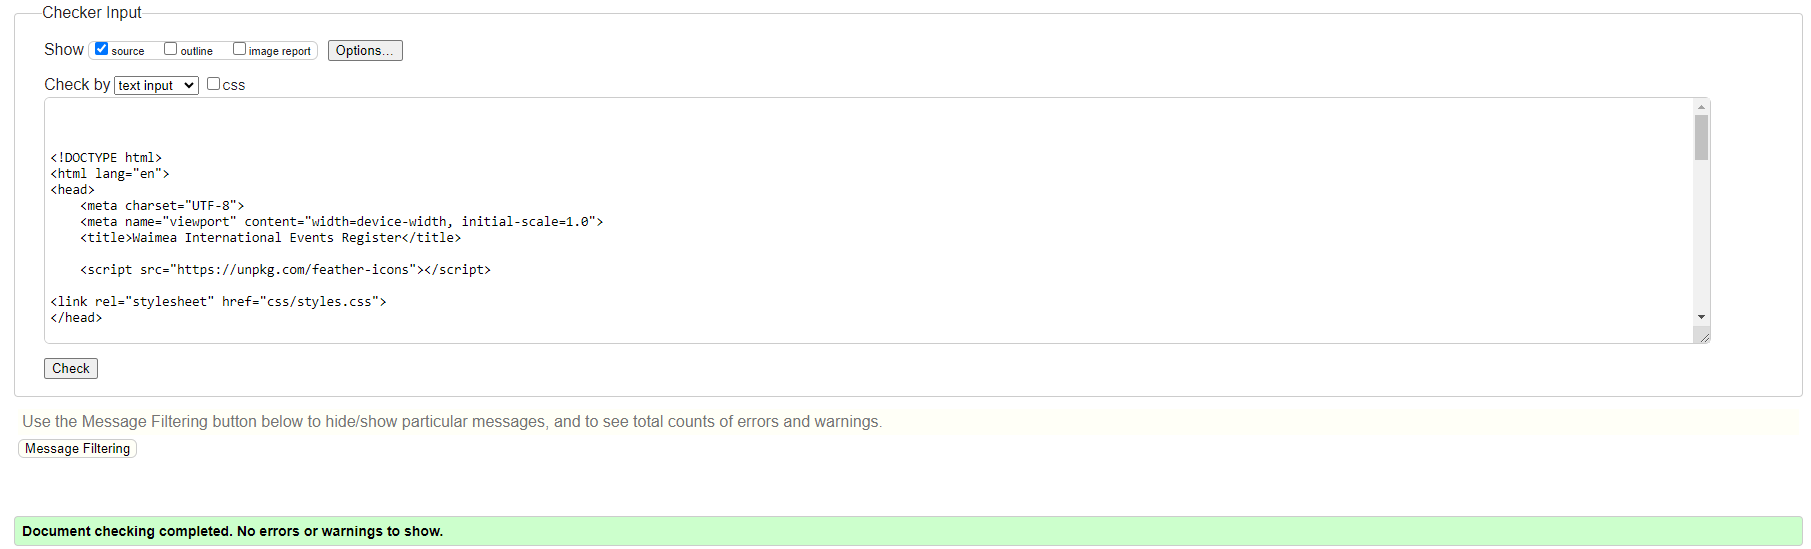 Checker Input
Show source outline image report Options...
Check by text input css
<!DOCTYPE html>
<html lang="en">
<head>
    <meta charset="UTF-8">
    <meta name="viewport" content="width=device-width, initial-scale=1.0">
    <title>Waimea International Events Register</title>
    <script src="https://unpkg.com/feather-icons"></script>
<link rel="stylesheet" href="css/styles.css">
</head>
Check
Use the Message Filtering button below to hide/show particular messages, and to see total counts of errors and warnings.
Message Filtering
Document checking completed. No errors or warnings to show.